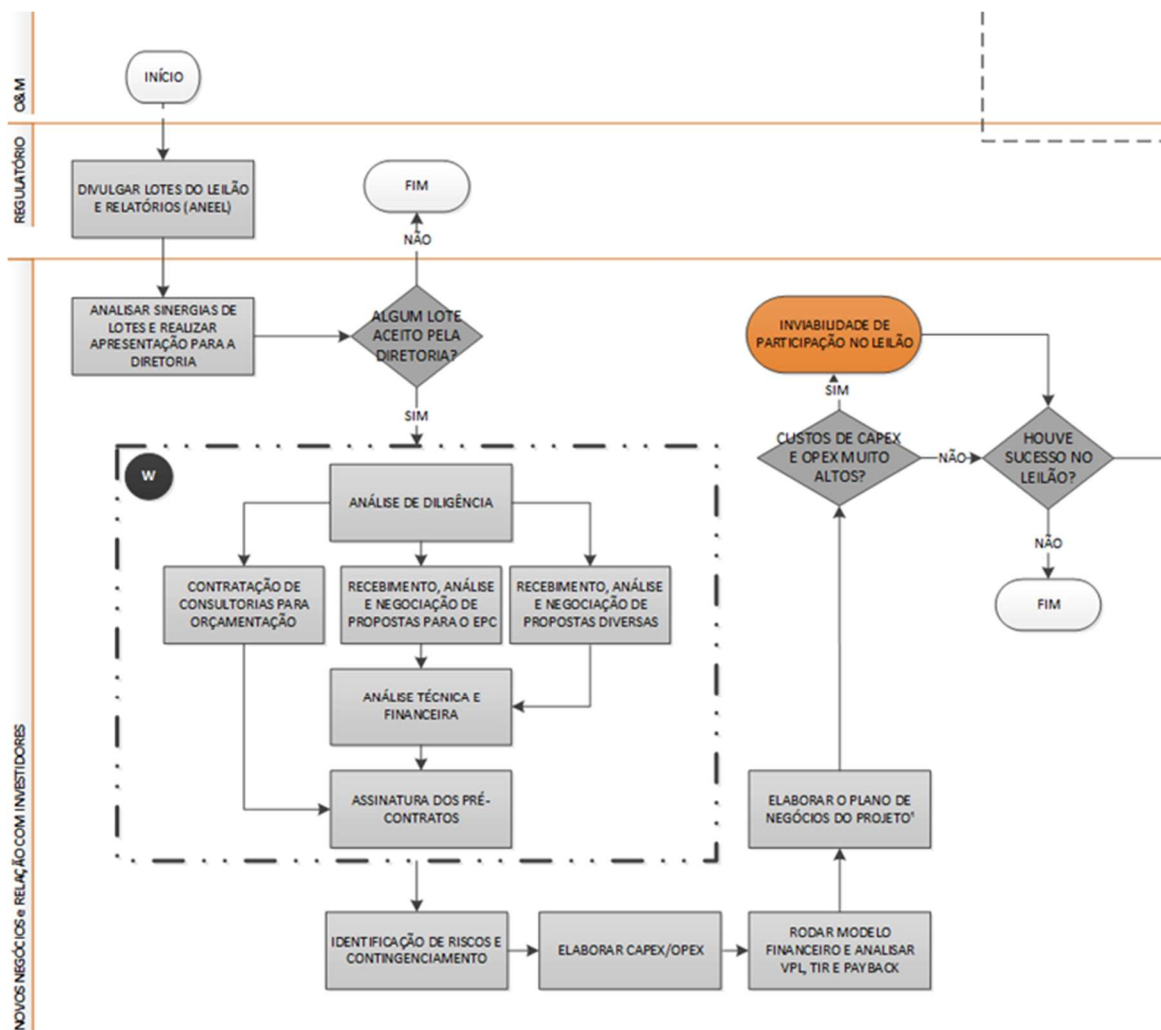 O&M
INÍCIO
REGULATÓRIO
DIVULGAR LOTES DO LEILÃO
E RELATÓRIOS (ANEEL)
FIM
NÃO
NOVOS NEGÓCIOS e RELAÇÃO COM INVESTIDORES
ANALISAR SINERGIAS DE
LOTES E REALIZAR
APRESENTAÇÃO PARA A
DIRETORIA
ALGUM LOTE
ACEITO PELA
DIRETORIA?
SIM
W
ANÁLISE DE DILIGÊNCIA
CONTRATAÇÃO DE
CONSULTORIAS PARA
ORÇAMENTAÇÃO
RECEBIMENTO, ANÁLISE
E NEGOCIAÇÃO DE
PROPOSTAS PARA O EPC
RECEBIMENTO, ANÁLISE
E NEGOCIAÇÃO DE
PROPOSTAS DIVERSAS
ANÁLISE TÉCNICA E
FINANCEIRA
ASSINATURA DOS PRÉ-
CONTRATOS
IDENTIFICAÇÃO DE RISCOS E
CONTINGENCIAMENTO
ELABORAR CAPEX/OPEX
RODAR MODELO
FINANCEIRO E ANALISAR
VPL, TIR E PAYBACK
ELABORAR O PLANO DE
NEGÓCIOS DO PROJETO¹
CUSTOS DE CAPEX
E OPEX MUITO
ALTOS?
SIM
INVIABILIDADE DE
PARTICIPAÇÃO NO LEILÃO
NÃO
HOUVE
SUCESSO NO
LEILÃO?
NÃO
FIM